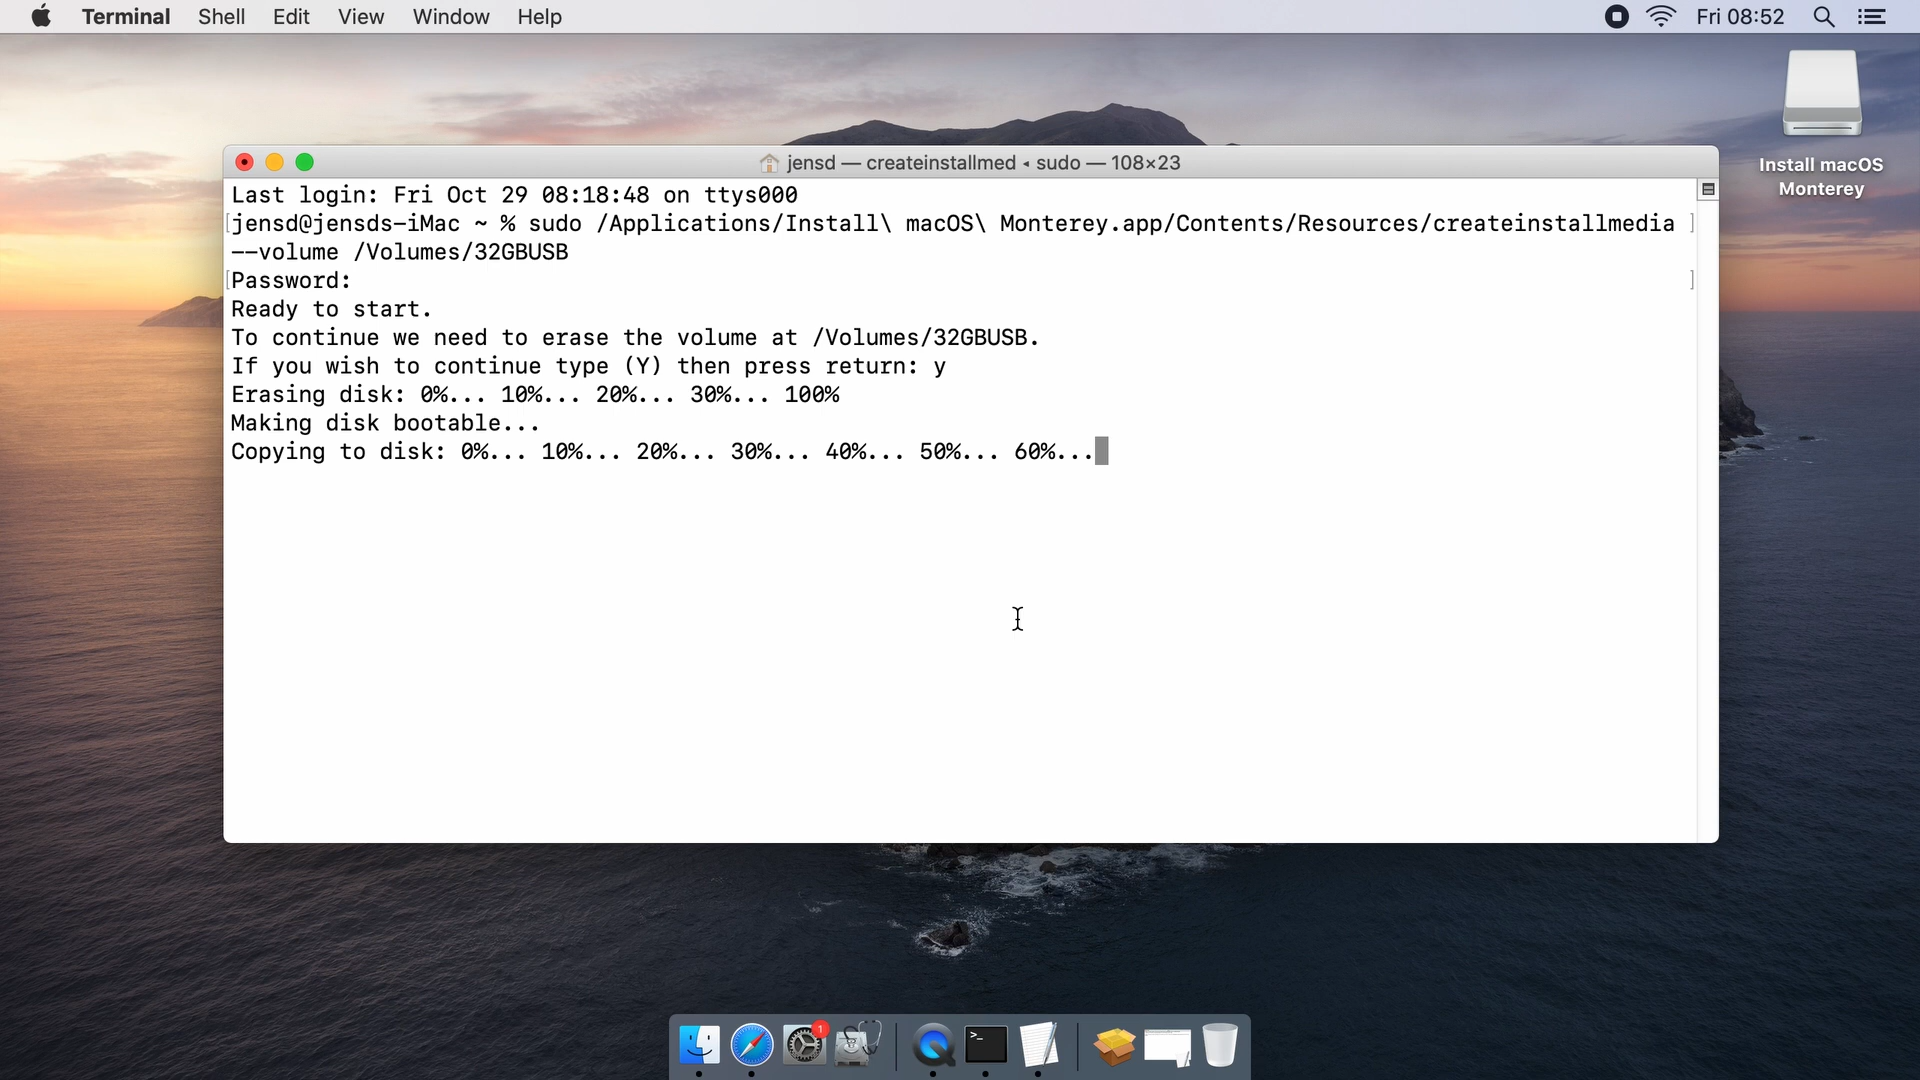 Terminal Shell Edit View Window Help Fri 08:52
Install macOS
Monterey
jensd — createinstallmed ◂ sudo — 108×23
Last login: Fri Oct 29 08:18:48 on ttys000
[jensd@jensds-iMac ~ % sudo /Applications/Install\ macOS\ Monterey.app/Contents/Resources/createinstallmedia ]
--volume /Volumes/32GBUSB
[Password: ]
Ready to start.
To continue we need to erase the volume at /Volumes/32GBUSB.
If you wish to continue type (Y) then press return: y
Erasing disk: 0%... 10%... 20%... 30%... 100%
Making disk bootable...
Copying to disk: 0%... 10%... 20%... 30%... 40%... 50%... 60%...
1
>_